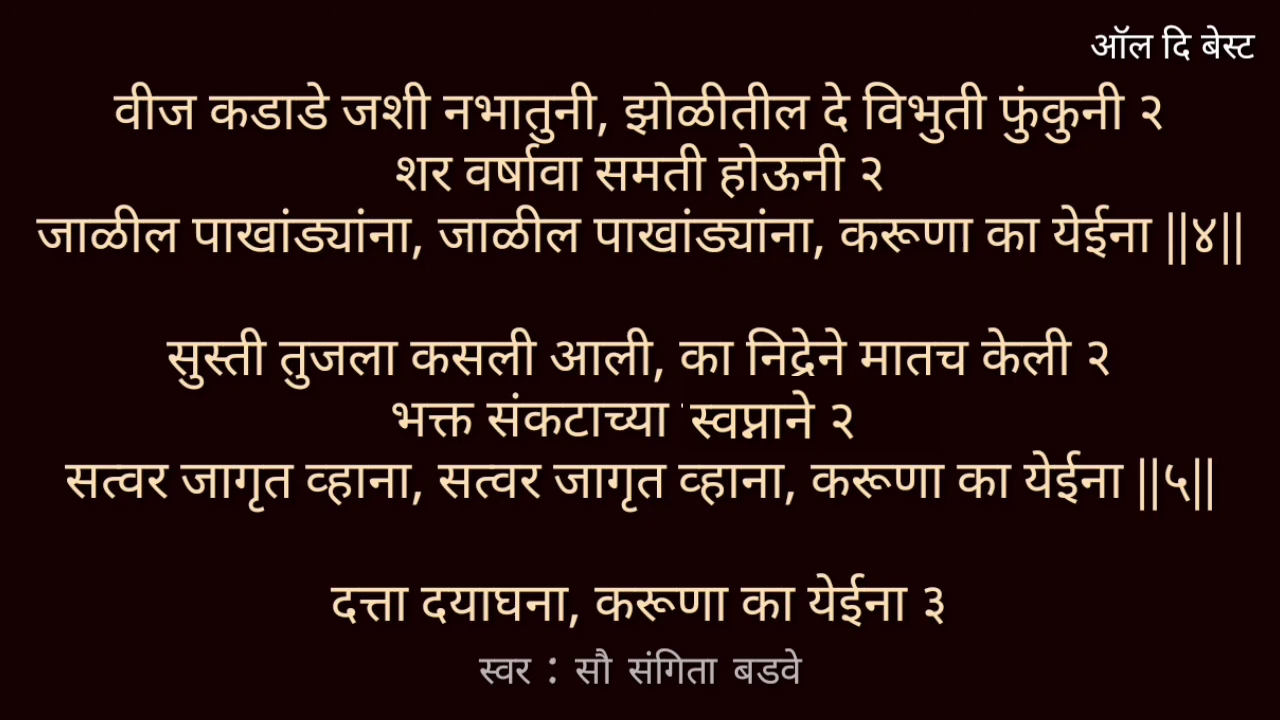 ऑल दि बेस्ट
वीज कडाडे जशी नभातुनी, झोळीतील दे विभुती फुंकुनी २
शर वर्षावा समती होऊनी २
जाळील पाखांड्यांना, जाळील पाखांड्यांना, करूणा का येईना ||४||
सुस्ती तुजला कसली आली, का निद्रेने मातच केली २
भक्त संकटाच्या स्वप्नाने २
सत्वर जागृत व्हाना, सत्वर जागृत व्हाना, करूणा का येईना ||५||
दत्ता दयाघना, करूणा का येईना ३
स्वर : सौ संगिता बडवे